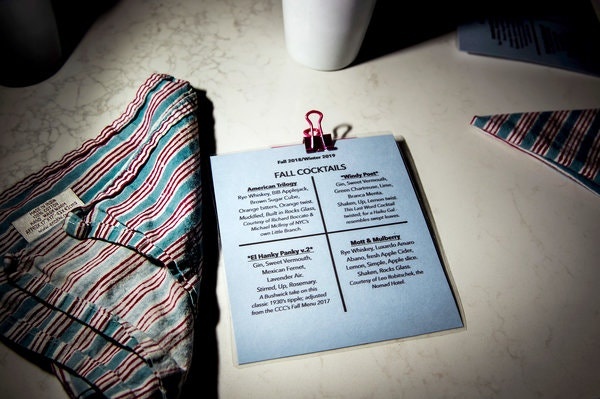 Fall 2018/Winter 2019
FALL COCKTAILS
American Trilogy
Rye Whiskey, BIB Applejack,
Brown Sugar Cube,
Orange bitters, Orange twist.
Muddled, Built in Rocks Glass.
Courtesy of Richard Boccato &
Michael McIlroy of NYC's
own Little Branch.
"Windy Poet"
Gin, Sweet Vermouth,
Green Chartreuse, Lime,
Branca Menta.
Shaken, Up, Lemon twist.
This Last Word Cocktail
twisted, for a Haiku Gal
resembles swept leaves.
"El Hanky Panky v.2"
Gin, Sweet Vermouth,
Mexican Fernet,
Lavender Air.
Stirred, Up, Rosemary.
A Bushwick take on this
classic 1930's tipple; adjusted
from the CCC's Fall Menu 2017
Mott & Mulberry
Rye Whiskey, Luxardo Amaro
Abano, fresh Apple Cider,
Lemon, Simple, Apple slice.
Shaken, Rocks Glass.
Courtesy of Leo Robitschek, the
Nomad Hotel.